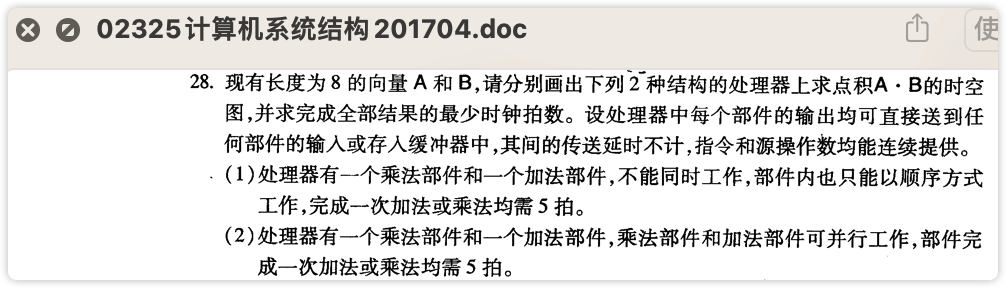 02325计算机系统结构201704.doc
使
28. 现有长度为 8 的向量 A 和 B,请分别画出下列 2 种结构的处理器上求点积A·B的时空
图,并求完成全部结果的最少时钟拍数。设处理器中每个部件的输出均可直接送到任
何部件的输入或存入缓冲器中,其间的传送延时不计,指令和源操作数均能连续提供。
(1)处理器有一个乘法部件和一个加法部件,不能同时工作,部件内也只能以顺序方式
工作,完成一次加法或乘法均需 5 拍。
(2)处理器有一个乘法部件和一个加法部件,乘法部件和加法部件可并行工作,部件完
成一次加法或乘法均需 5 拍。